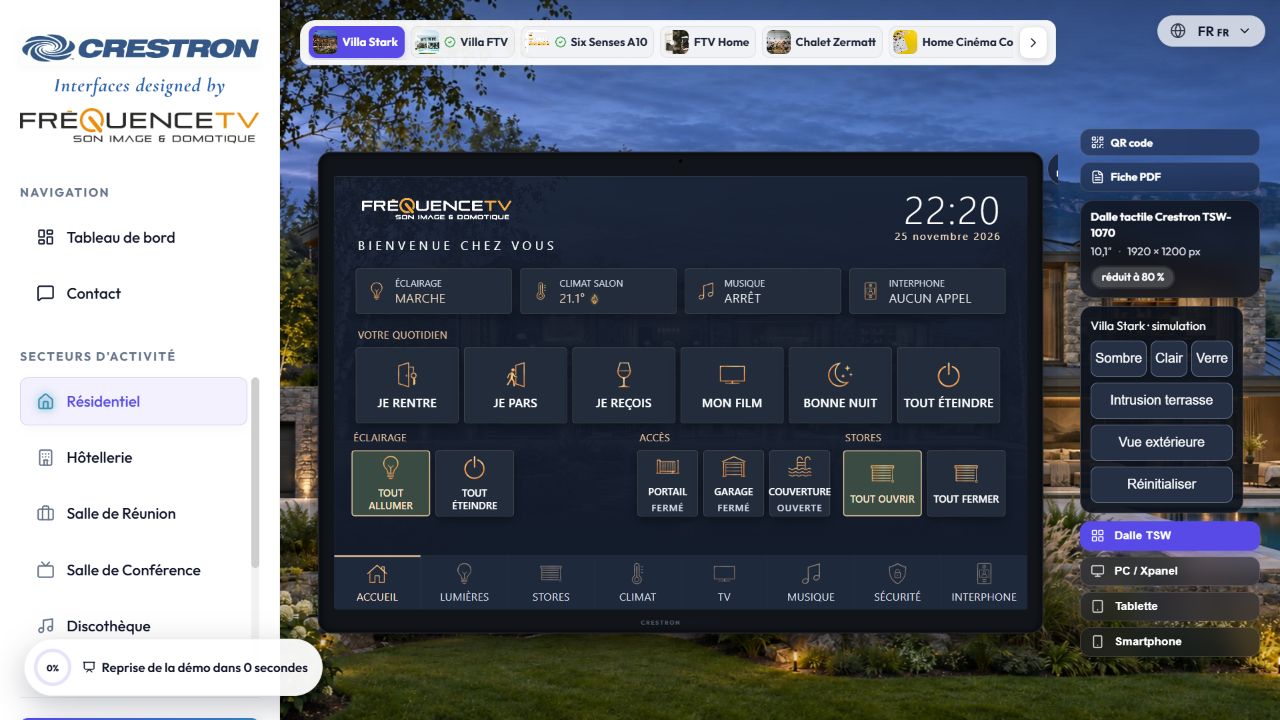 CRESTRON
Interfaces designed by
FRÉQUENCETV
SON IMAGE & DOMOTIQUE
NAVIGATION
Tableau de bord
Contact
SECTEURS D'ACTIVITÉ
Résidentiel
Hôtellerie
Salle de Réunion
Salle de Conférence
Discothèque
0%
Reprise de la démo dans 0 secondes
Villa Stark
Villa FTV
Six Senses A10
FTV Home
Chalet Zermatt
Home Cinéma Co
FR FR
FRÉQUENCETV
SON IMAGE & DOMOTIQUE
BIENVENUE CHEZ VOUS
22:20
25 novembre 2026
ÉCLAIRAGE
MARCHE
CLIMAT SALON
21.1°
MUSIQUE
ARRÊT
INTERPHONE
AUCUN APPEL
VOTRE QUOTIDIEN
JE RENTRE
JE PARS
JE REÇOIS
MON FILM
BONNE NUIT
TOUT ÉTEINDRE
ÉCLAIRAGE
ACCÈS
STORES
TOUT
ALLUMER
TOUT
ÉTEINDRE
PORTAIL
FERMÉ
GARAGE
FERMÉ
COUVERTURE
OUVERTE
TOUT OUVRIR
TOUT FERMER
ACCUEIL
LUMIÈRES
STORES
CLIMAT
TV
MUSIQUE
SÉCURITÉ
INTERPHONE
CRESTRON
QR code
Fiche PDF
Dalle tactile Crestron TSW-
1070
10,1" · 1920 × 1200 px
réduit à 80 %
Villa Stark · simulation
Sombre
Clair
Verre
Intrusion terrasse
Vue extérieure
Réinitialiser
Dalle TSW
PC / Xpanel
Tablette
Smartphone